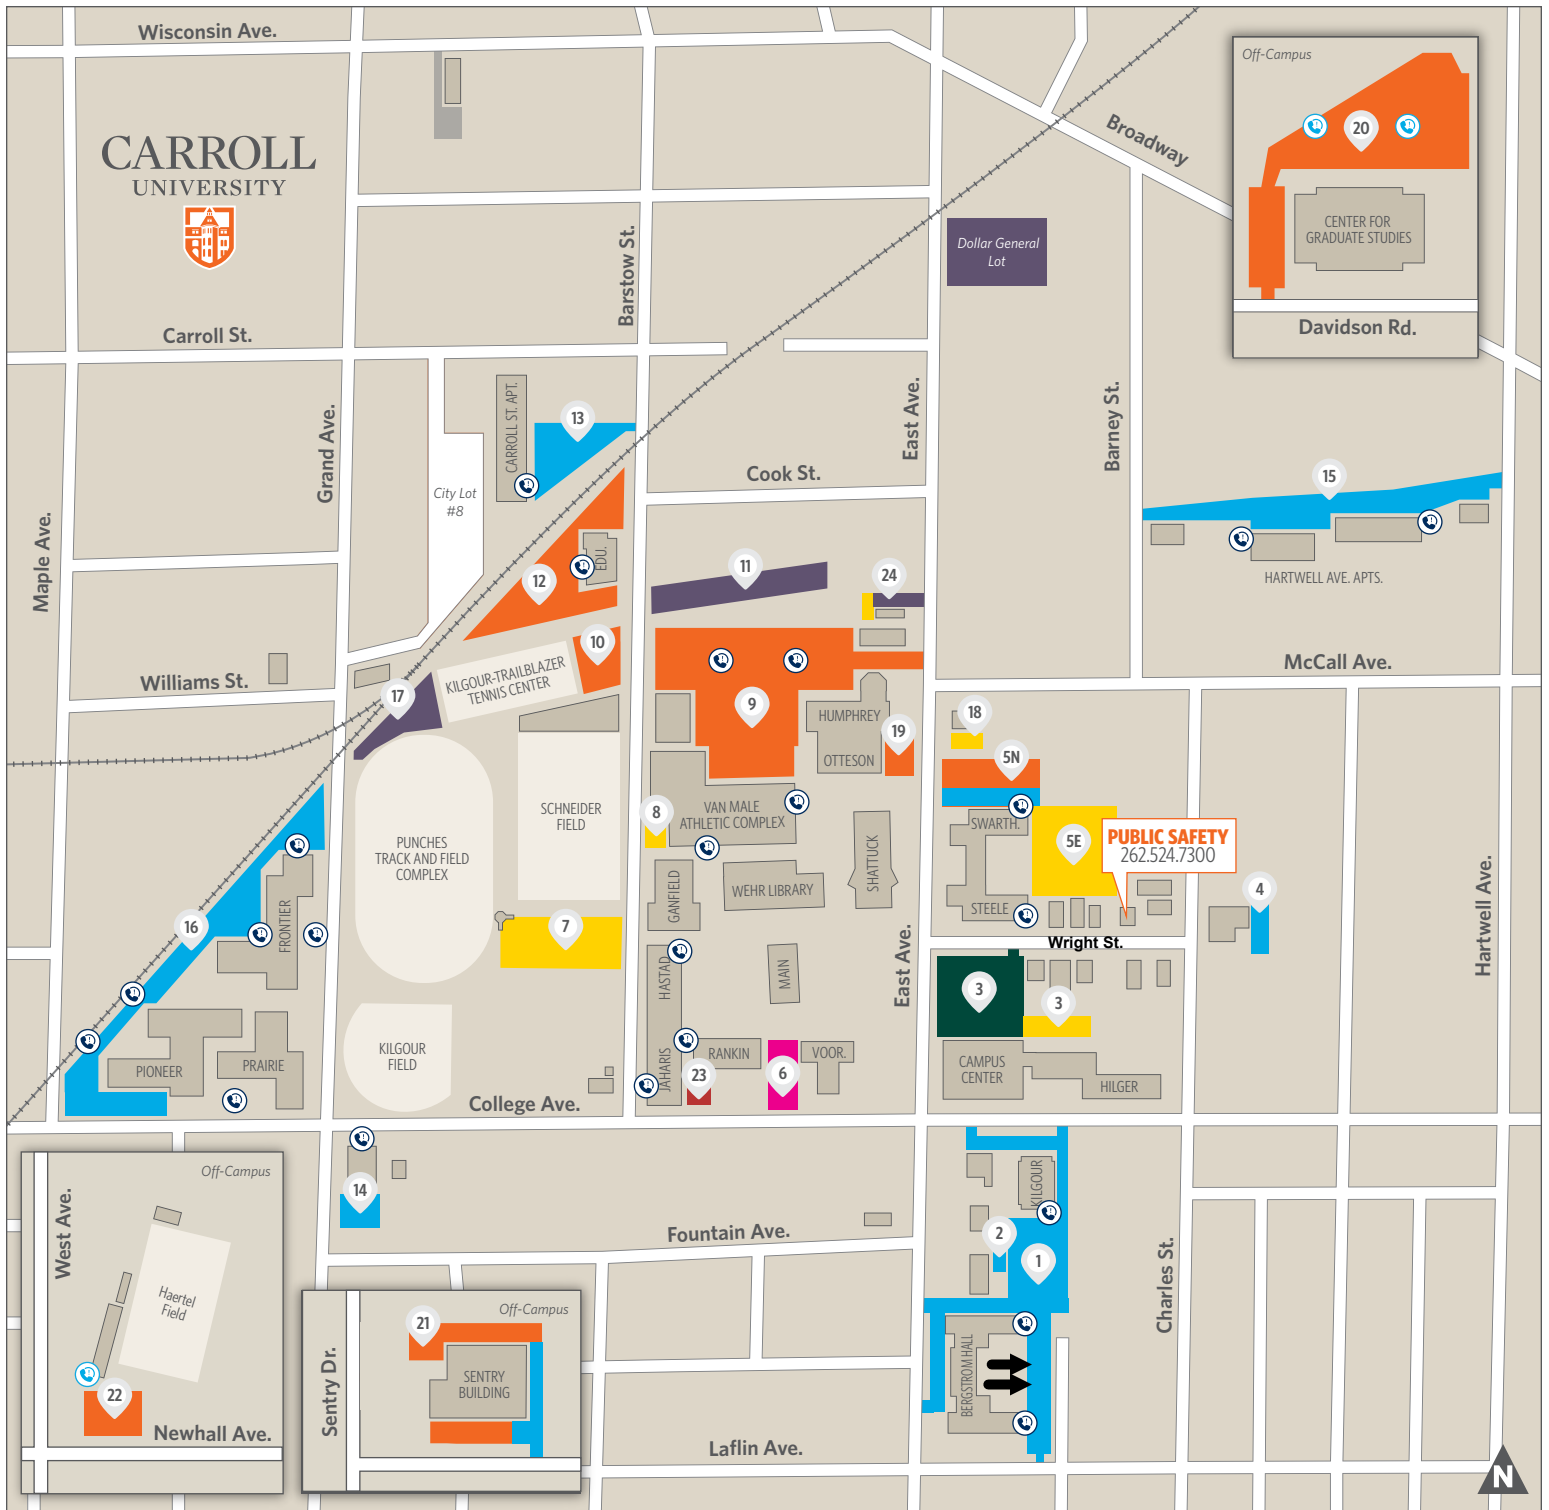 Wisconsin Ave.
CARROLL
UNIVERSITY
Broadway
Off-Campus
20
CENTER FOR
GRADUATE STUDIES
Davidson Rd.
Dollar General
Lot
Barstow St.
Carroll St.
Grand Ave.
Maple Ave.
CARROLL ST. APT.
13
City Lot
#8
Cook St.
East Ave.
Barney St.
15
HARTWELL AVE. APTS.
EDU.
12
11
24
10
KILGOUR-TRAILBLAZER
TENNIS CENTER
Williams St.
17
McCall Ave.
9
HUMPHREY
OTTESON
19
18
5N
SCHNEIDER
FIELD
PUNCHES
TRACK AND FIELD
COMPLEX
8
VAN MALE
ATHLETIC COMPLEX
SHATTUCK
SWARTH.
5E
PUBLIC SAFETY
262.524.7300
STEELE
4
Hartwell Ave.
GANFIELD
WEHR LIBRARY
16
FRONTIER
7
Wright St.
East Ave.
HASTAD
MAIN
3
3
PIONEER
PRAIRIE
KILGOUR
FIELD
JAHARIS
RANKIN
23
6
VOOR.
CAMPUS
CENTER
HILGER
College Ave.
14
Fountain Ave.
KILGOUR
2
1
Charles St.
BERGSTROM HALL
Laflin Ave.
Off-Campus
West Ave.
Haertel
Field
22
Newhall Ave.
Off-Campus
21
SENTRY
BUILDING
Sentry Dr.
N